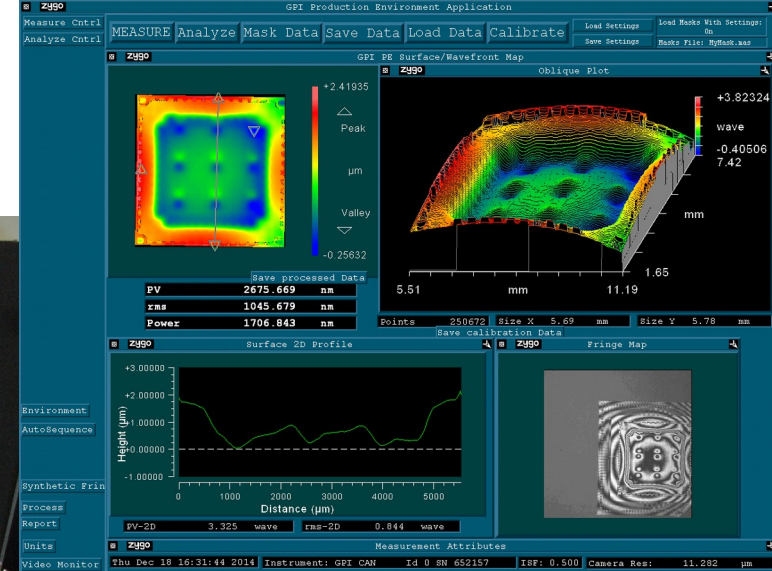 zygo GPI Production Environment Application
Measure Cntrl
Analyze Cntrl
MEASURE Analyze Mask Data Save Data Load Data Calibrate
Load Settings
Save Settings
Load Masks With Settings:
On
Masks File: MyMask.mas
zygo GPI PE Surface/Wavefront Map
+2.41935
Peak
µm
Valley
-0.25632
Save processed Data
PV 2675.669 nm
rms 1045.679 nm
Power 1706.843 nm
zygo Oblique Plot
+3.82324
wave
-0.40506
7.42
mm
1.65
5.51 mm 11.19
Points 250672 Size X 5.69 mm Size Y 5.78 mm
Save calibration Data
zygo Surface 2D Profile
+3.00000
+2.00000
+1.00000
+0.00000
-1.00000
Height (µm)
0 1000 2000 3000 4000 5000
Distance (µm)
PV-2D 3.325 wave rms-2D 0.844 wave
zygo Fringe Map
Environment
AutoSequence
Synthetic Frin
Process
Report
Units
Video Monitor
zygo Measurement Attributes
Thu Dec 18 16:31:44 2014 Instrument: GPI CAN Id 0 SN 652157 ISF: 0.500 Camera Res: 11.282 µm